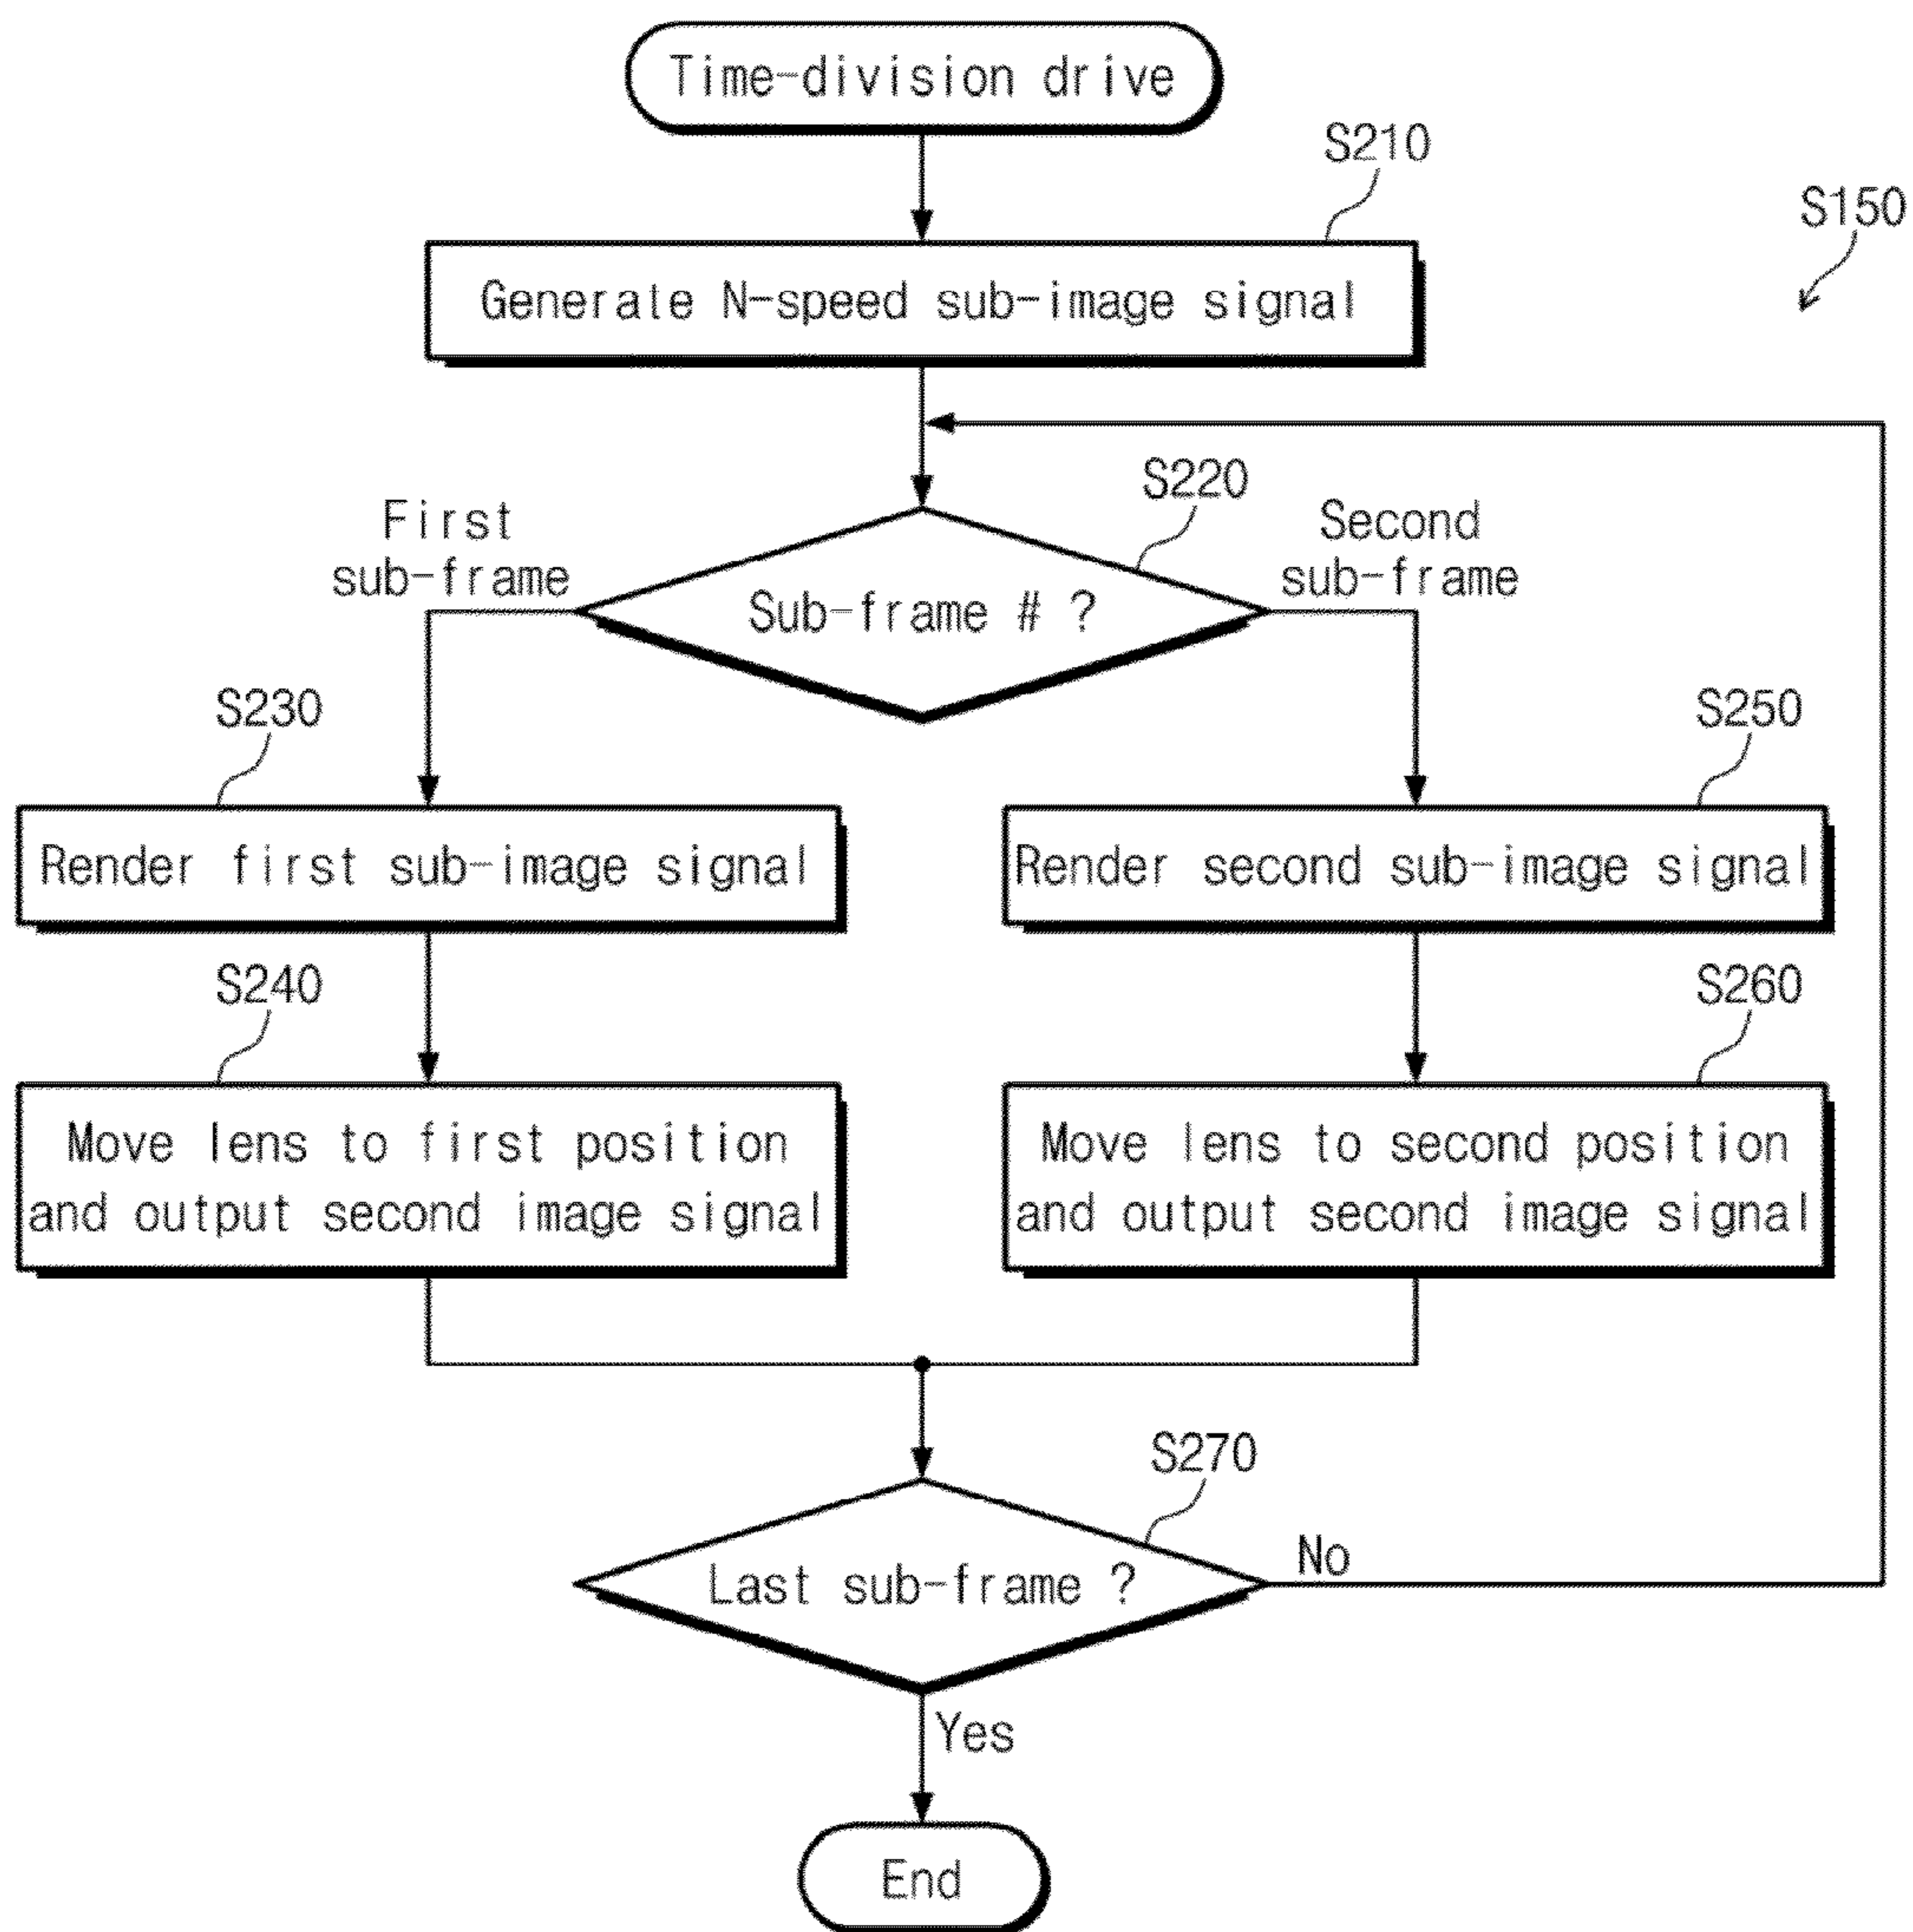 Time-division drive
S210
S150
Generate N-speed sub-image signal
S220
First
sub-frame
Second
sub-frame
Sub-frame # ?
S230
S250
Render first sub-image signal
Render second sub-image signal
S240
S260
Move lens to first position
and output second image signal
Move lens to second position
and output second image signal
S270
Last sub-frame ?
No
Yes
End